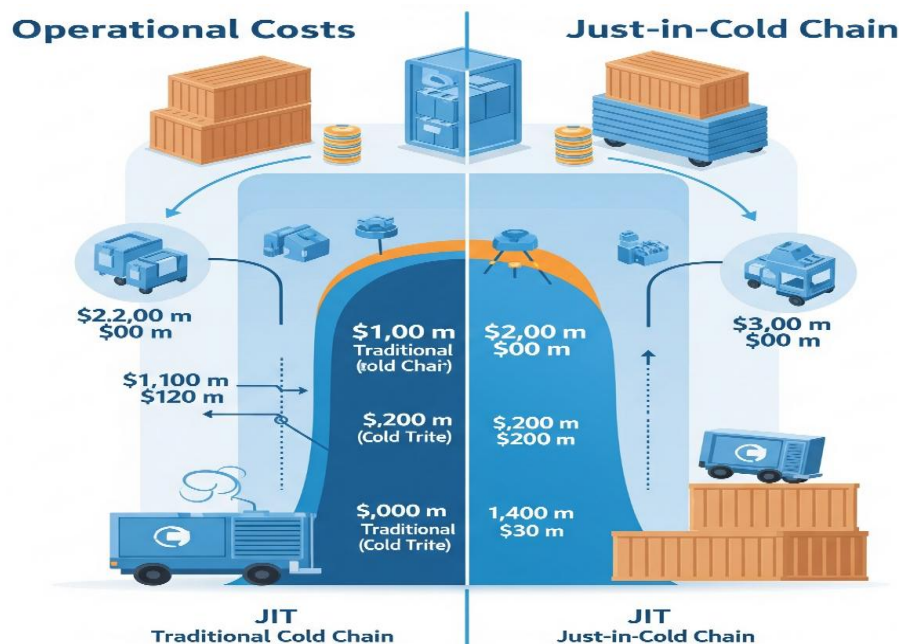 Operational Costs
Just-in-Cold Chain
$2.2,00 m
$00 m
$1,100 m
$120 m
$1,00 m
Traditional
(rold Chair)
$,200 m
(Cold Trite)
$,000 m
Traditional
(Cold Trite)
$2,00 m
$00 m
$,200 m
$200 m
1,400 m
$30 m
$3,00 m
$00 m
JIT
Traditional Cold Chain
JIT
Just-in-Cold Chain